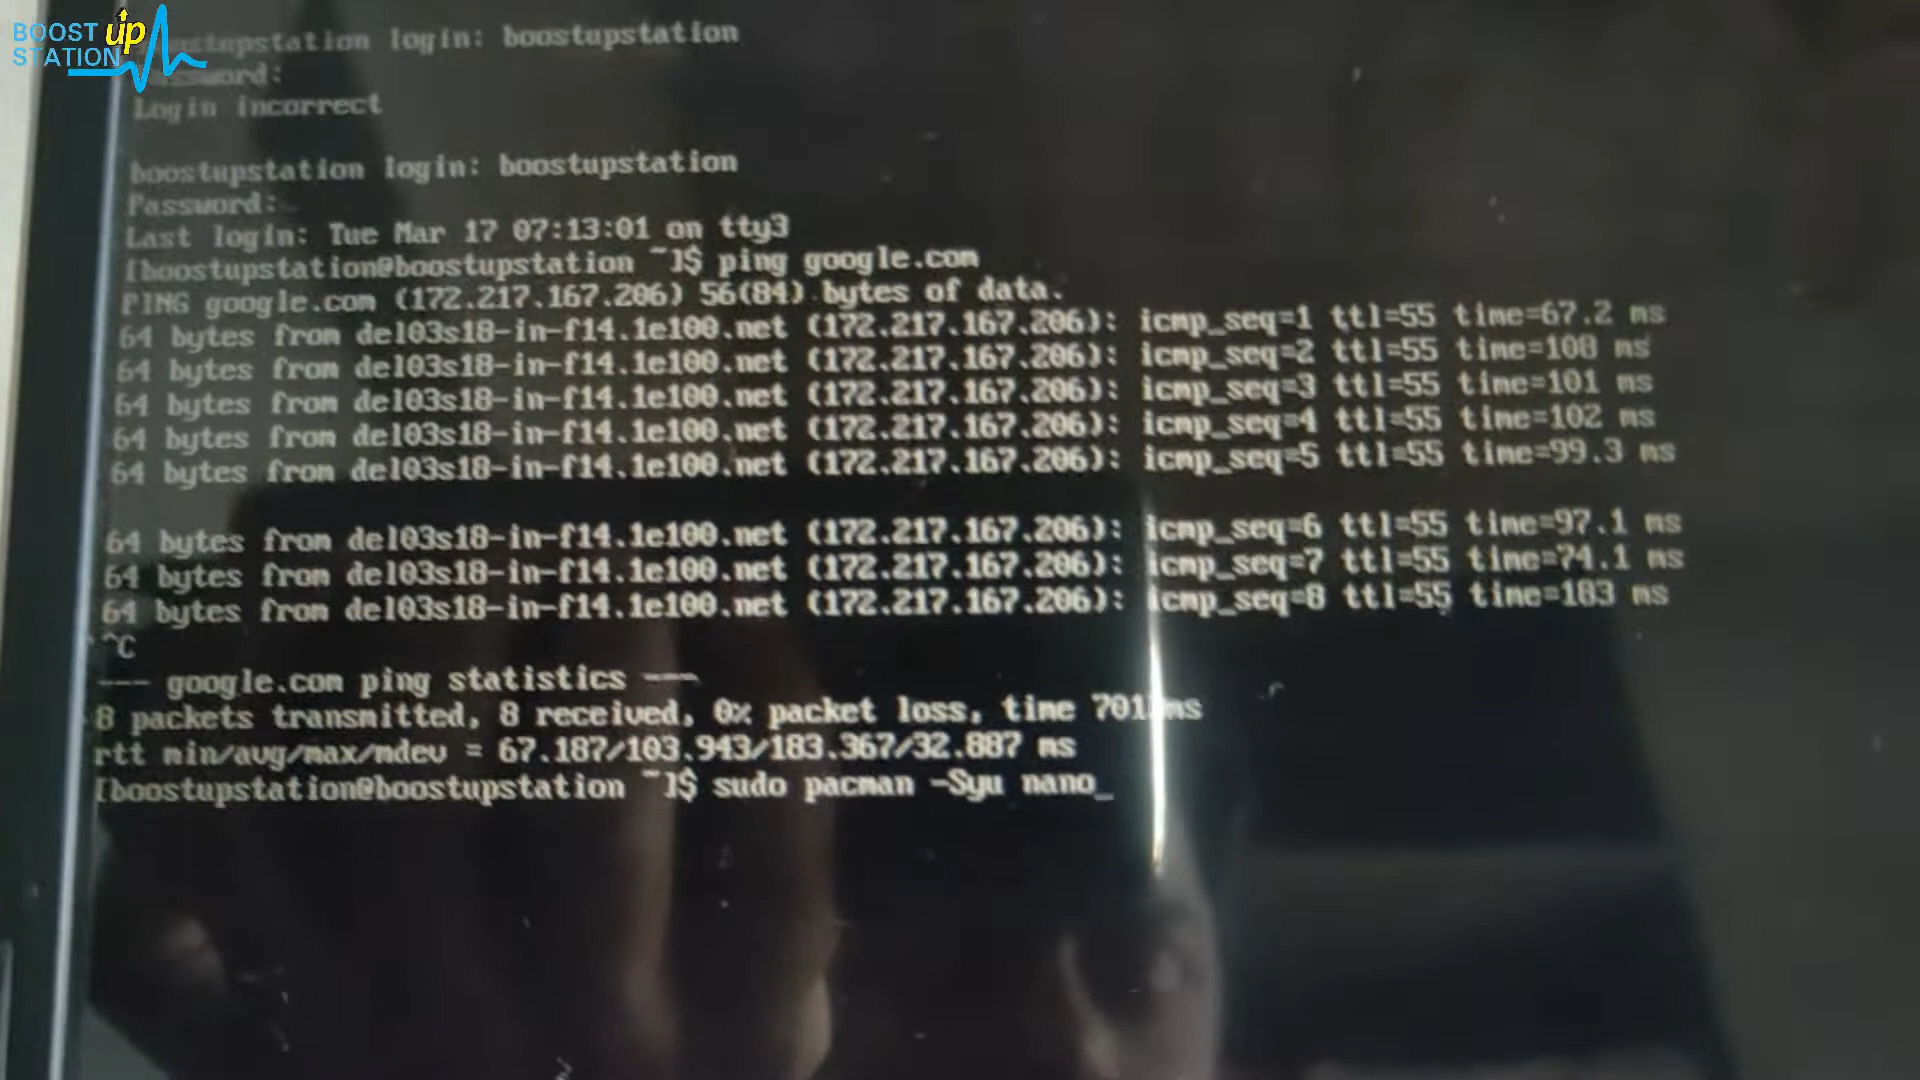 BOOST up
STATION
login: boostupstation
Password:
Login incorrect
boostupstation login: boostupstation
Password:
Last login: Tue Mar 17 07:13:01 on tty3
[boostupstation@boostupstation ~]$ ping google.com
PING google.com (172.217.167.206) 56(84) bytes of data.
64 bytes from del03s18-in-f14.1e100.net (172.217.167.206): icmp_seq=1 ttl=55 time=67.2 ms
64 bytes from del03s18-in-f14.1e100.net (172.217.167.206): icmp_seq=2 ttl=55 time=108 ms
64 bytes from del03s18-in-f14.1e100.net (172.217.167.206): icmp_seq=3 ttl=55 time=101 ms
64 bytes from del03s18-in-f14.1e100.net (172.217.167.206): icmp_seq=4 ttl=55 time=102 ms
64 bytes from del03s18-in-f14.1e100.net (172.217.167.206): icmp_seq=5 ttl=55 time=99.3 ms
64 bytes from del03s18-in-f14.1e100.net (172.217.167.206): icmp_seq=6 ttl=55 time=97.1 ms
64 bytes from del03s18-in-f14.1e100.net (172.217.167.206): icmp_seq=7 ttl=55 time=74.1 ms
64 bytes from del03s18-in-f14.1e100.net (172.217.167.206): icmp_seq=8 ttl=55 time=183 ms
^C
--- google.com ping statistics ---
8 packets transmitted, 8 received, 0% packet loss, time
rtt min/avg/max/mdev = 67.187/103.943/183.367/32.887 ms
[boostupstation@boostupstation ~]$ sudo pacman -Syu nano_